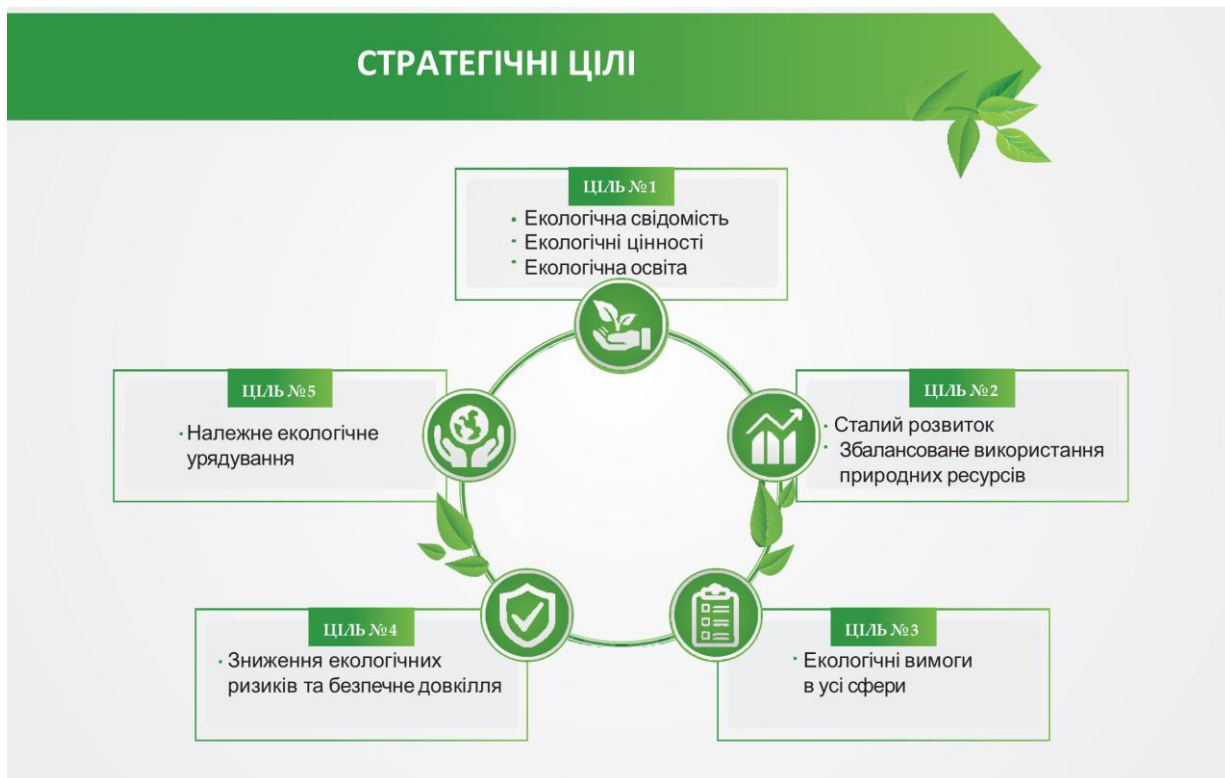 СТРАТЕГІЧНІ ЦІЛІ
ЦІЛЬ №1
• Екологічна свідомість
• Екологічні цінності
• Екологічна освіта
ЦІЛЬ №2
• Сталий розвиток
• Збалансоване використання
природних ресурсів
ЦІЛЬ №3
• Екологічні вимоги
в усі сфери
ЦІЛЬ №4
• Зниження екологічних
ризиків та безпечне довкілля
ЦІЛЬ №5
• Належне екологічне
урядування